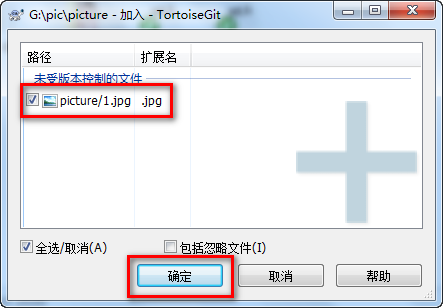 G:\pic\picture - 加入 - TortoiseGit
路径 扩展名
未受版本控制的文件
picture/1.jpg .jpg
全选/取消(A) 包括忽略文件(I)
确定 取消 帮助